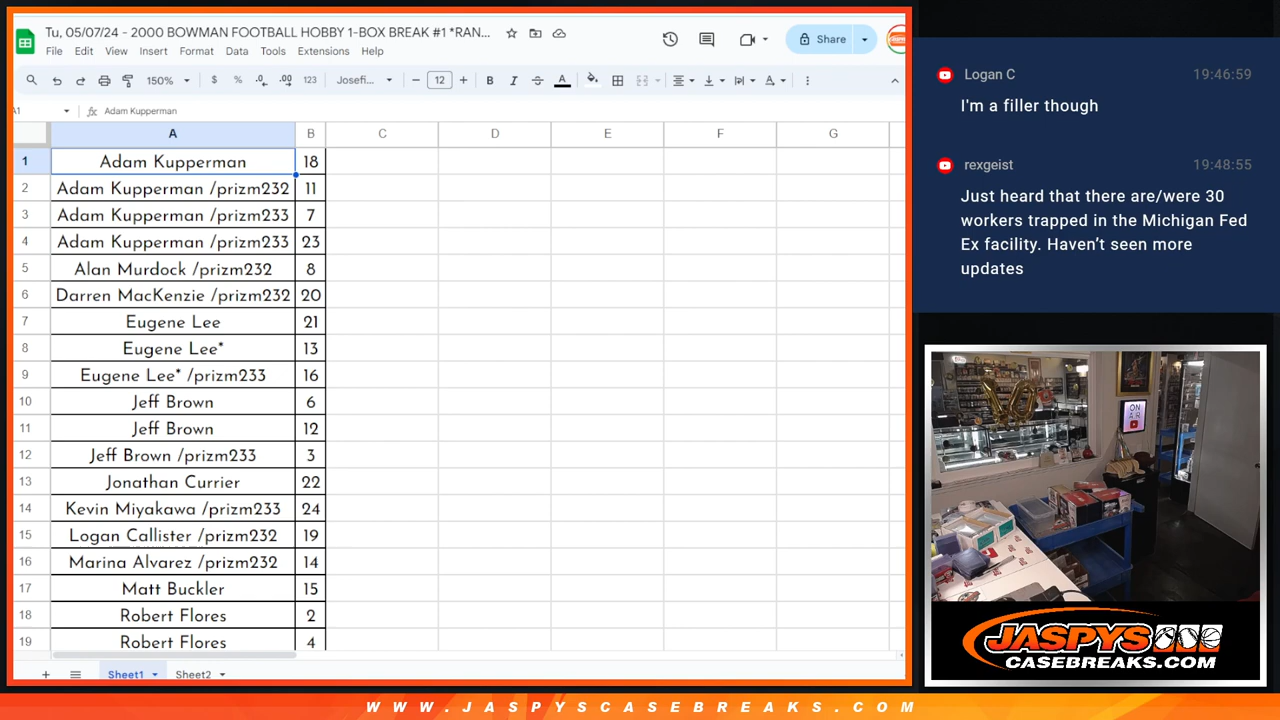 Tu, 05/07/24 - 2000 BOWMAN FOOTBALL HOBBY 1-BOX BREAK #1 *RAN...
File Edit View Insert Format Data Tools Extensions Help
Share
150% $ % .0 .00 123 Josefi... − 12 + B I A
A1 fx Adam Kupperman
A B C D E F G
1 Adam Kupperman 18
2 Adam Kupperman /prizm232 11
3 Adam Kupperman /prizm233 7
4 Adam Kupperman /prizm233 23
5 Alan Murdock /prizm232 8
6 Darren MacKenzie /prizm232 20
7 Eugene Lee 21
8 Eugene Lee* 13
9 Eugene Lee* /prizm233 16
10 Jeff Brown 6
11 Jeff Brown 12
12 Jeff Brown /prizm233 3
13 Jonathan Currier 22
14 Kevin Miyakawa /prizm233 24
15 Logan Callister /prizm232 19
16 Marina Alvarez /prizm232 14
17 Matt Buckler 15
18 Robert Flores 2
19 Robert Flores 4
Sheet1 Sheet2
Logan C 19:46:59
I'm a filler though
rexgeist 19:48:55
Just heard that there are/were 30
workers trapped in the Michigan Fed
Ex facility. Haven't seen more
updates
ON
AIR
JASPYS
CASEBREAKS.COM
WWW.JASPYSCASEBREAKS.COM